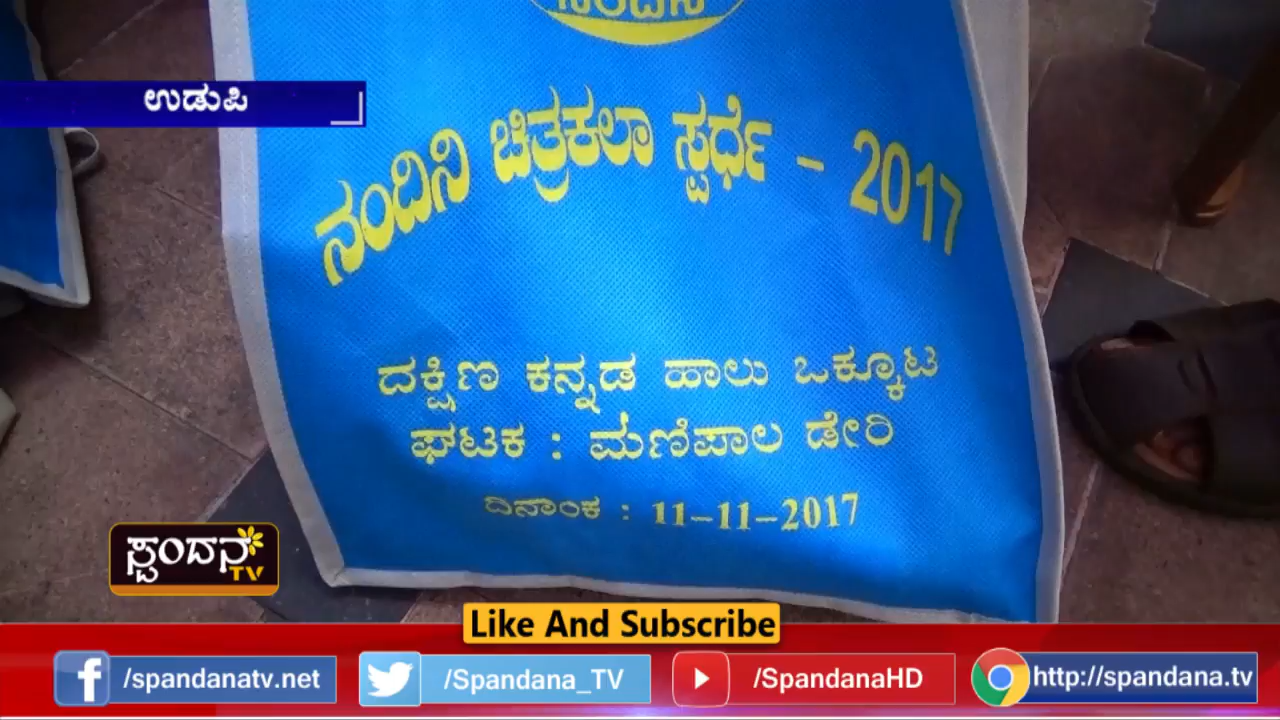 ನಂದಿನಿ
ಉಡುಪಿ
ನಂದಿನಿ ಚಿತ್ರಕಲಾ ಸ್ಪರ್ಧೆ - 2017
ದಕ್ಷಿಣ ಕನ್ನಡ ಹಾಲು ಒಕ್ಕೂಟ
ಘಟಕ : ಮಣಿಪಾಲ ಡೇರಿ
ದಿನಾಂಕ : 11-11-2017
ಸ್ಪಂದನ
TV
Like And Subscribe
/spandanatv.net
/Spandana_TV
/SpandanaHD
http://spandana.tv